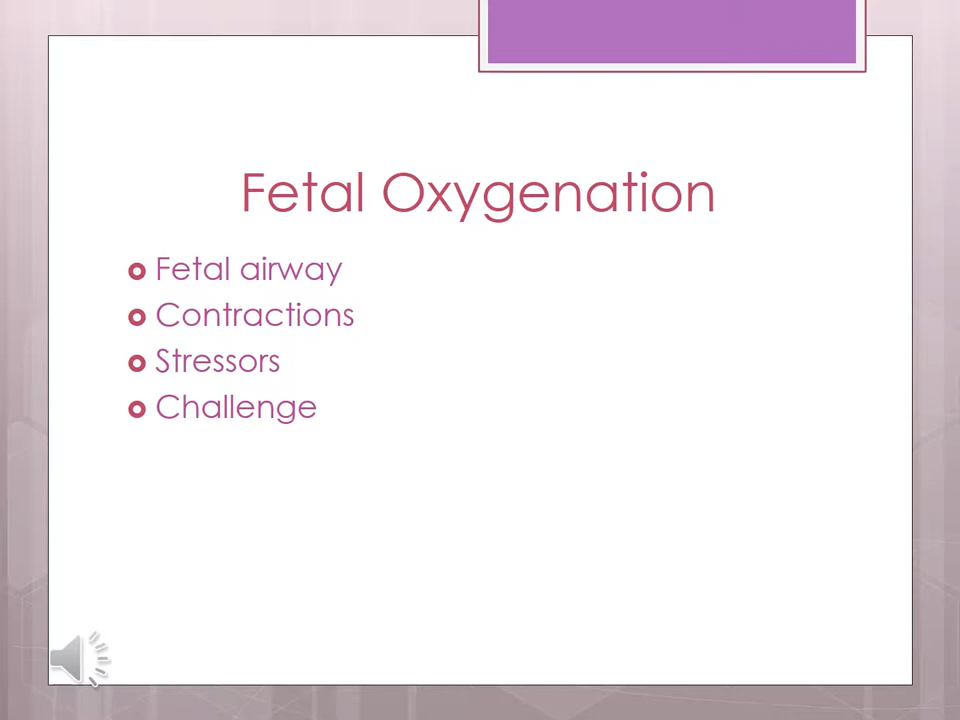 Fetal Oxygenation
Fetal airway
Contractions
Stressors
Challenge